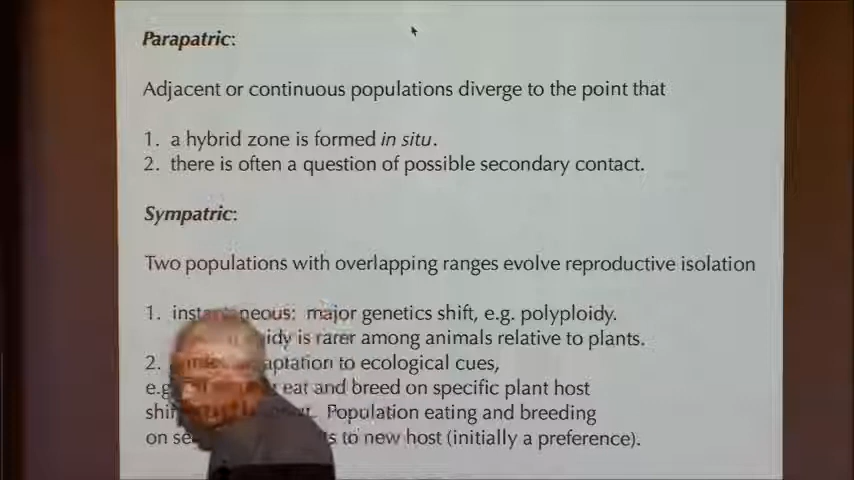 Parapatric:
Adjacent or continuous populations diverge to the point that
1. a hybrid zone is formed in situ.
2. there is often a question of possible secondary contact.
Sympatric:
Two populations with overlapping ranges evolve reproductive isolation
1. instantaneous: major genetics shift, e.g. polyploidy.
is rarer among animals relative to plants.
2. to ecological cues,
eat and breed on specific plant host
Population eating and breeding
on to new host (initially a preference).